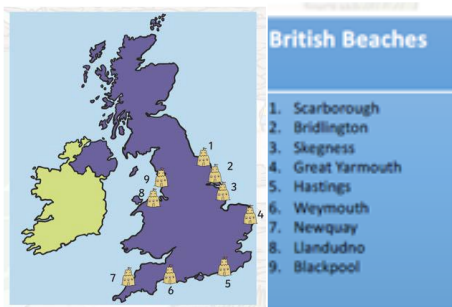 British Beaches
1. Scarborough
2. Bridlington
3. Skegness
4. Great Yarmouth
5. Hastings
6. Weymouth
7. Newquay
8. Llandudno
9. Blackpool
1
2
9
3
8
4
7
6
5